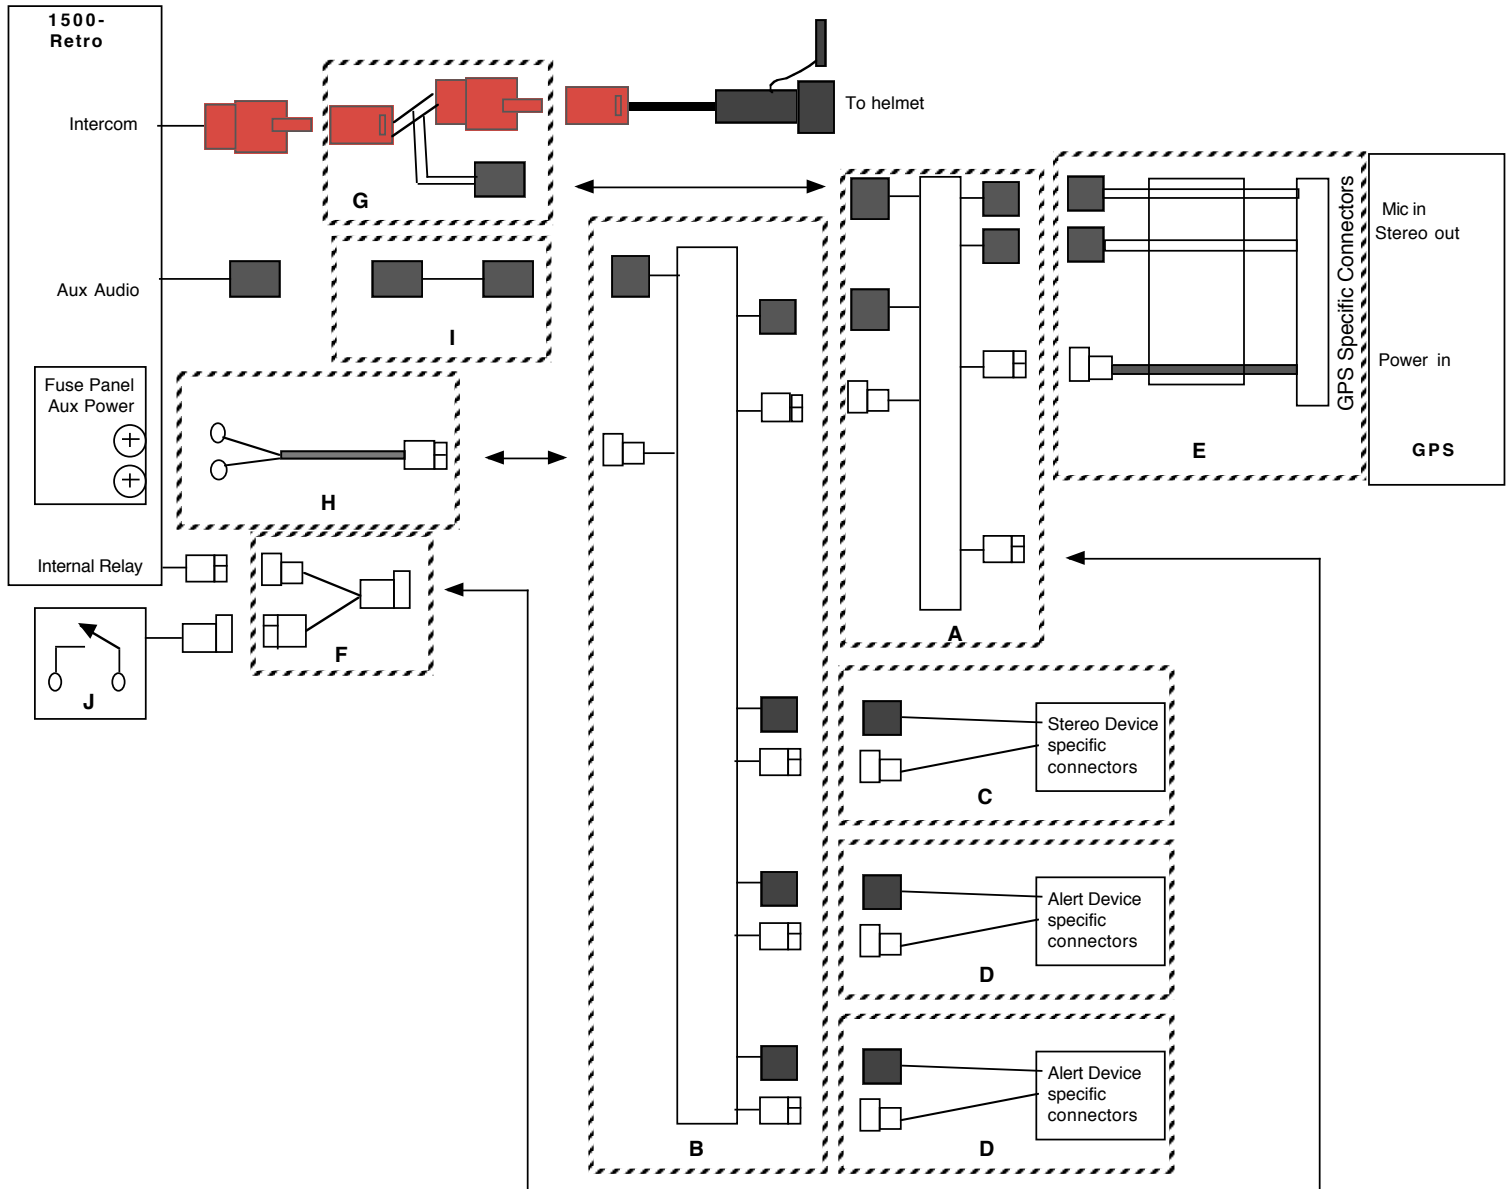 1500-
Retro
Intercom
To helmet
G
Mic in
Stereo out
GPS Specific Connectors
Aux Audio
I
Power in
Fuse Panel
Aux Power
E
GPS
H
Internal Relay
A
F
J
Stereo Device
specific
connectors
C
Alert Device
specific
connectors
D
Alert Device
specific
connectors
B
D